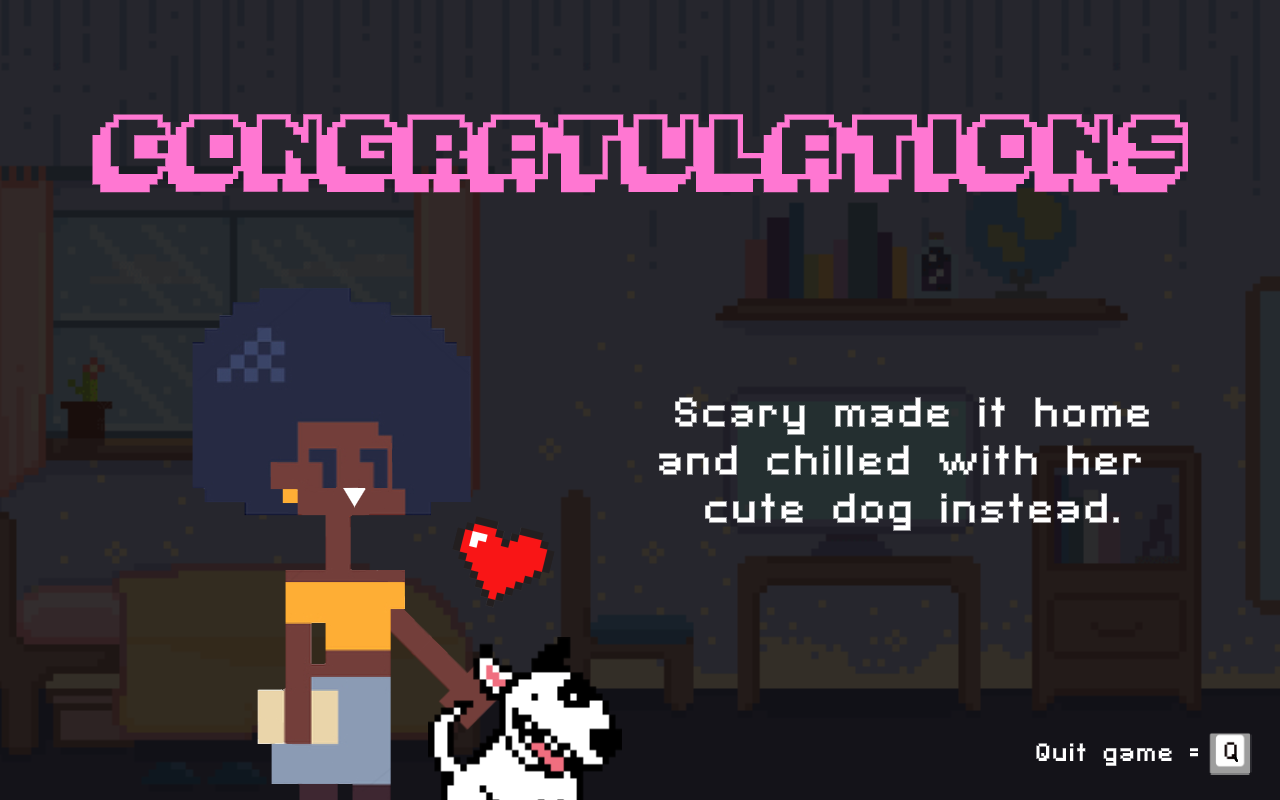 CONGRATULATIONS
Scary made it home
and chilled with her
cute dog instead.
Quit game = Q